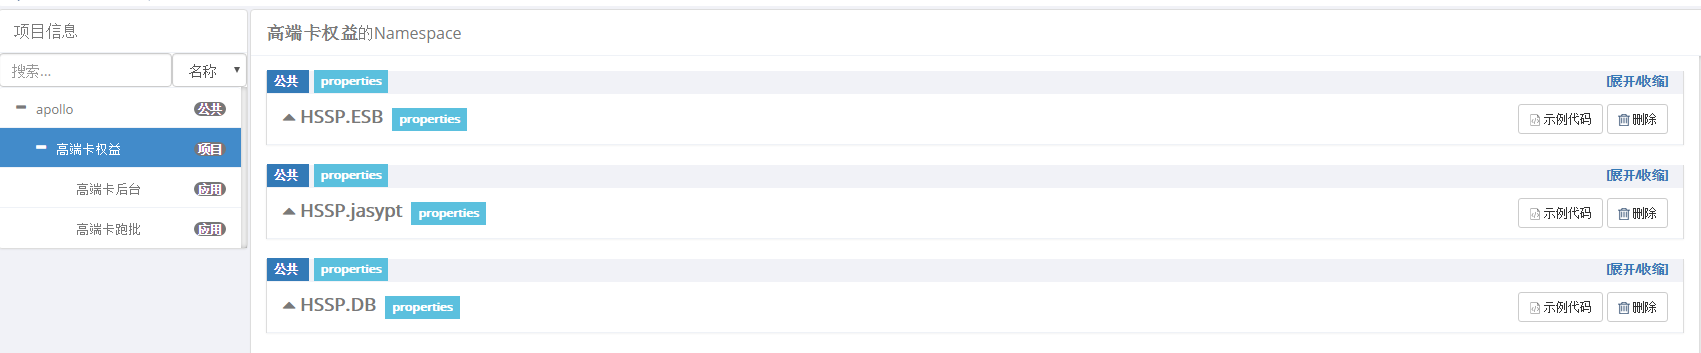 项目信息
搜索...
名称
apollo 公共
高端卡权益 项目
高端卡后台 应用
高端卡跑批 应用
高端卡权益的Namespace
公共 properties [展开/收缩]
HSSP.ESB properties 示例代码 删除
公共 properties [展开/收缩]
HSSP.jasypt properties 示例代码 删除
公共 properties [展开/收缩]
HSSP.DB properties 示例代码 删除